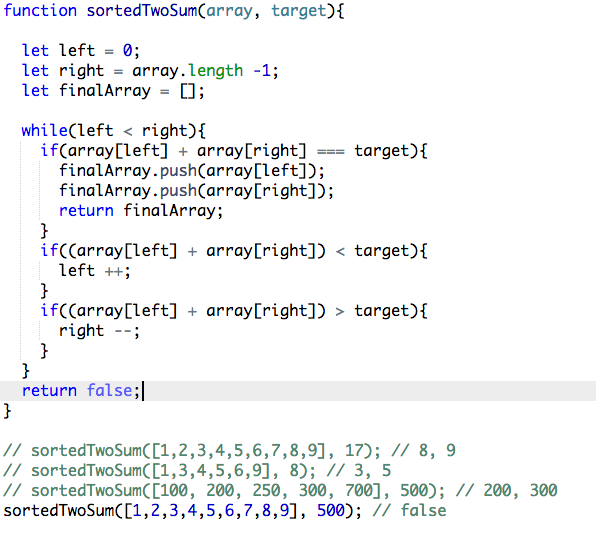 function sortedTwoSum(array, target){
let left = 0;
let right = array.length -1;
let finalArray = [];
while(left < right){
if(array[left] + array[right] === target){
finalArray.push(array[left]);
finalArray.push(array[right]);
return finalArray;
}
if((array[left] + array[right]) < target){
left ++;
}
if((array[left] + array[right]) > target){
right --;
}
}
return false;
}
// sortedTwoSum([1,2,3,4,5,6,7,8,9], 17); // 8, 9
// sortedTwoSum([1,3,4,5,6,9], 8); // 3, 5
// sortedTwoSum([100, 200, 250, 300, 700], 500); // 200, 300
sortedTwoSum([1,2,3,4,5,6,7,8,9], 500); // false